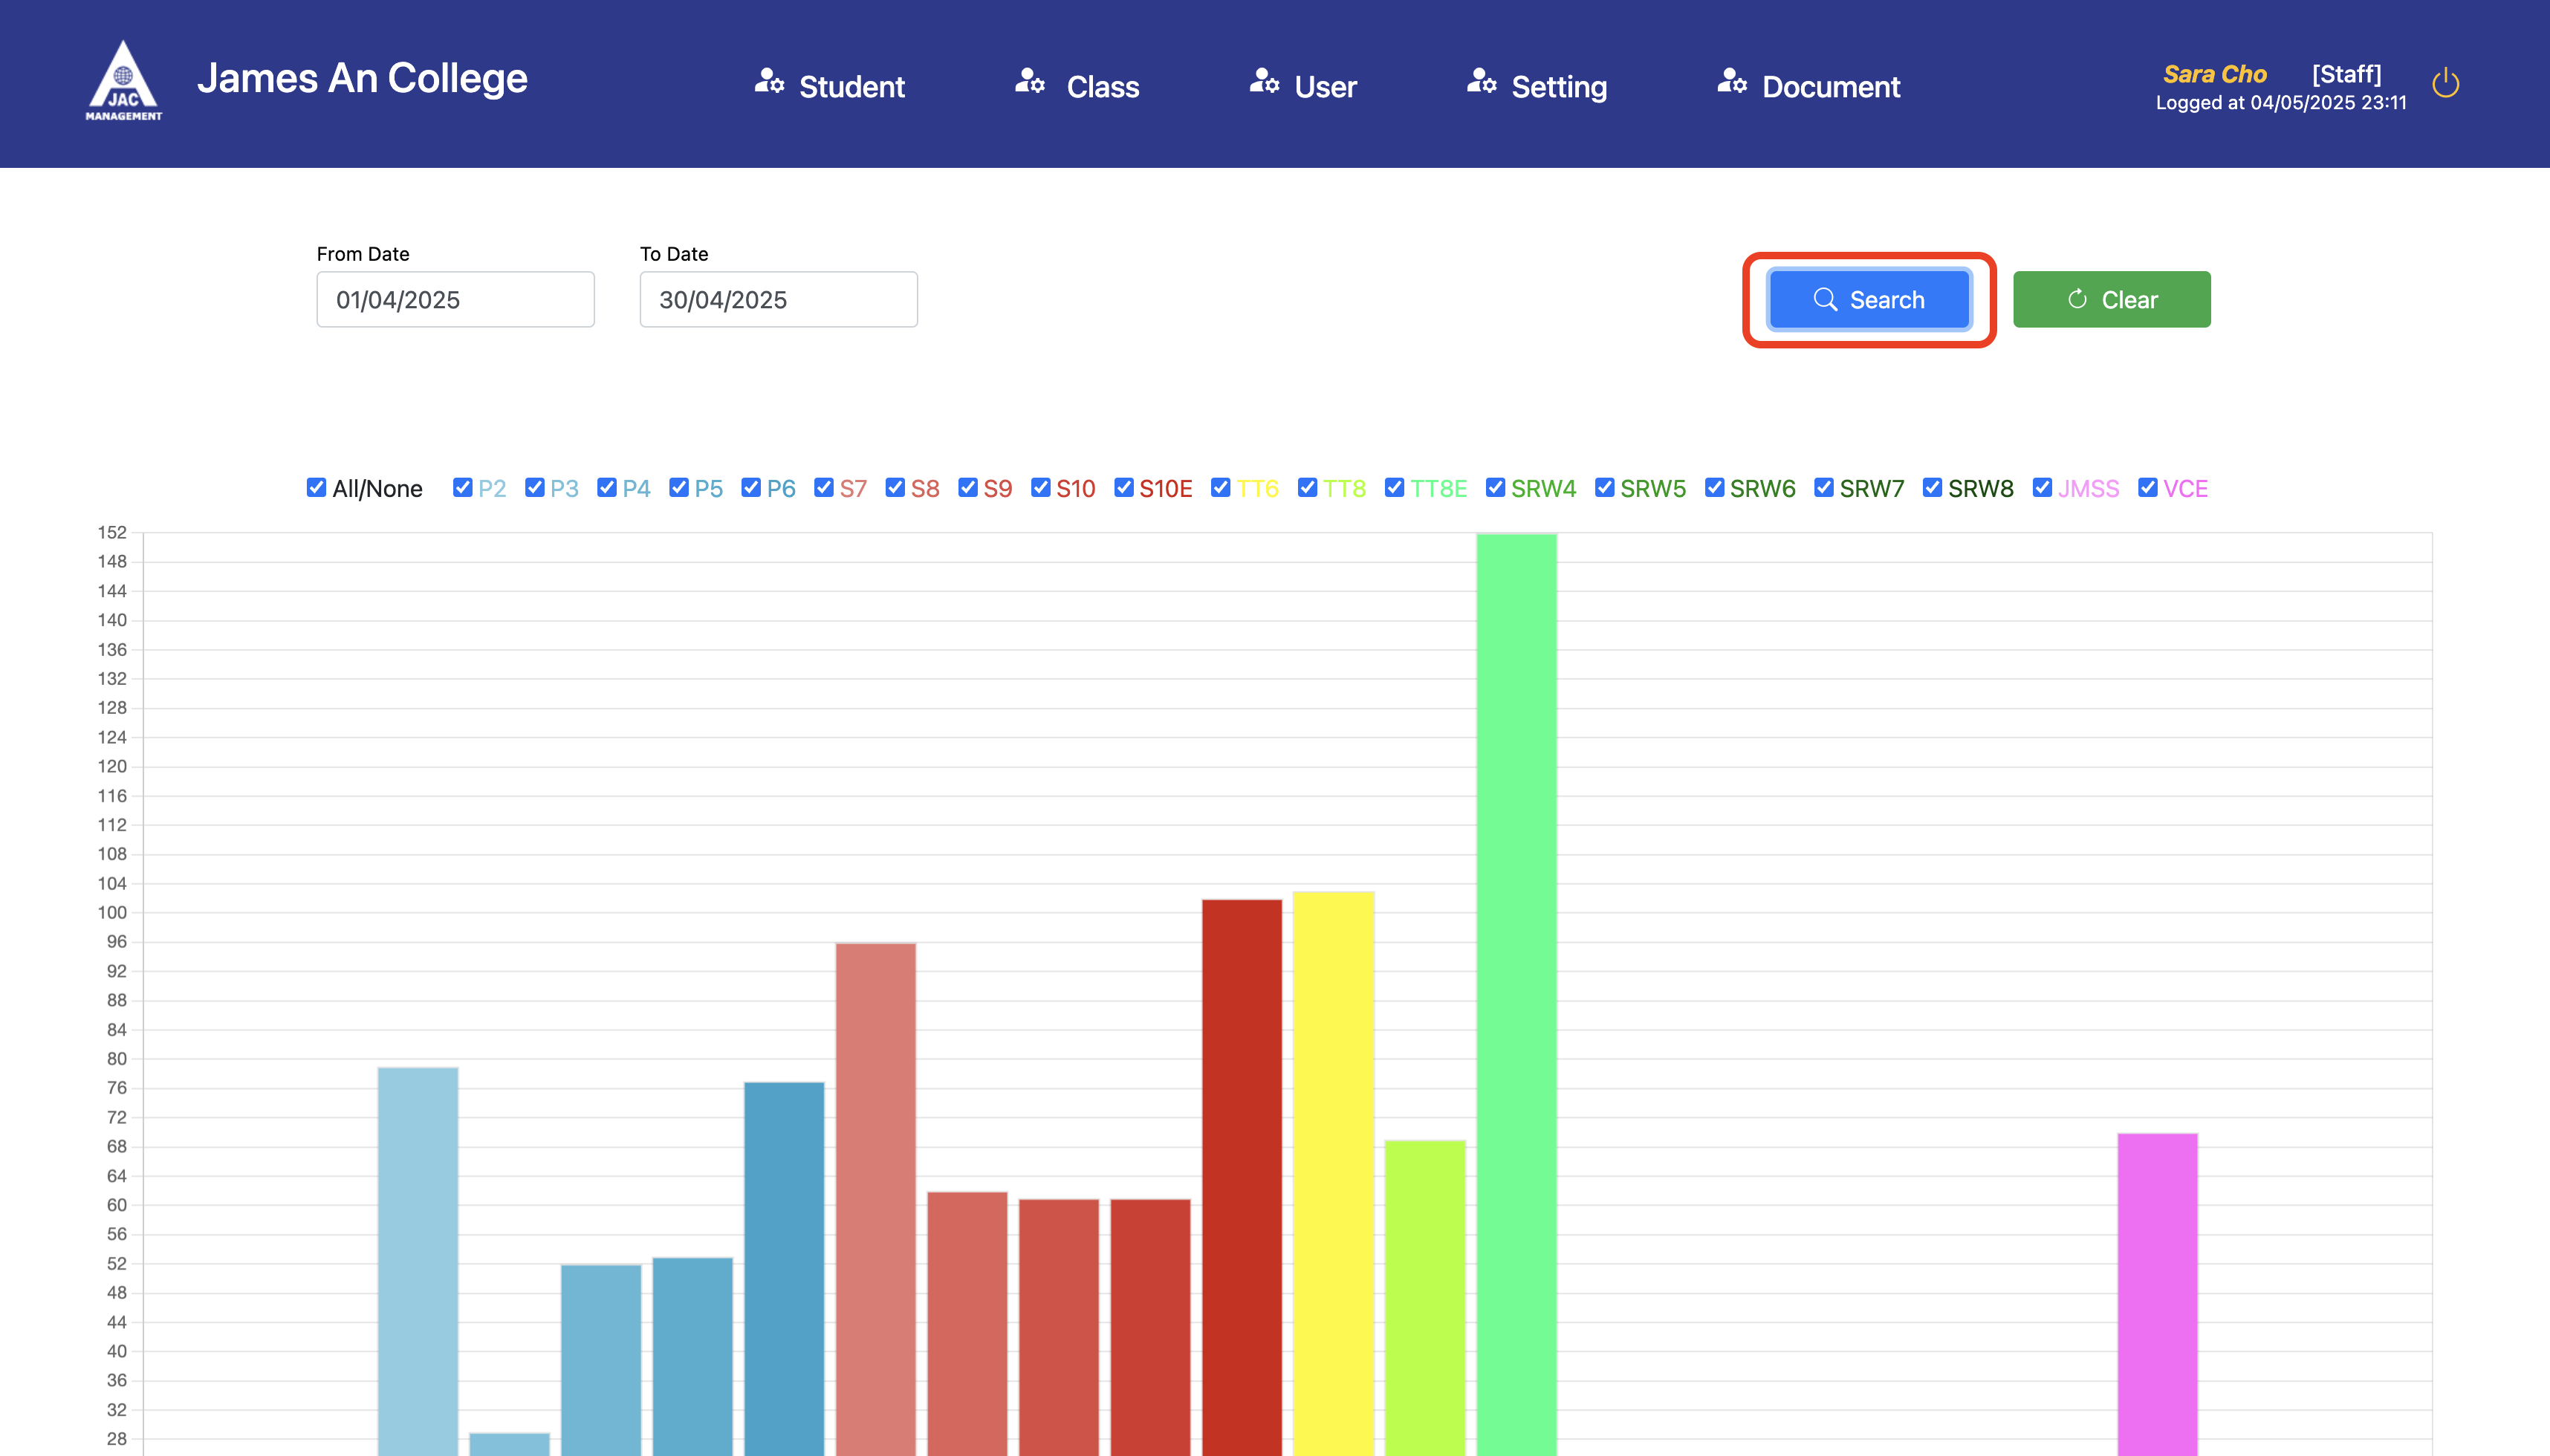 JAC
MANAGEMENT
James An College
Student
Class
User
Setting
Document
Sara Cho [Staff]
Logged at 04/05/2025 23:11
From Date
To Date
01/04/2025
30/04/2025
Search
Clear
All/None P2 P3 P4 P5 P6 S7 S8 S9 S10 S10E TT6 TT8 TT8E SRW4 SRW5 SRW6 SRW7 SRW8 JMSS VCE
152
148
144
140
136
132
128
124
120
116
112
108
104
100
96
92
88
84
80
76
72
68
64
60
56
52
48
44
40
36
32
28